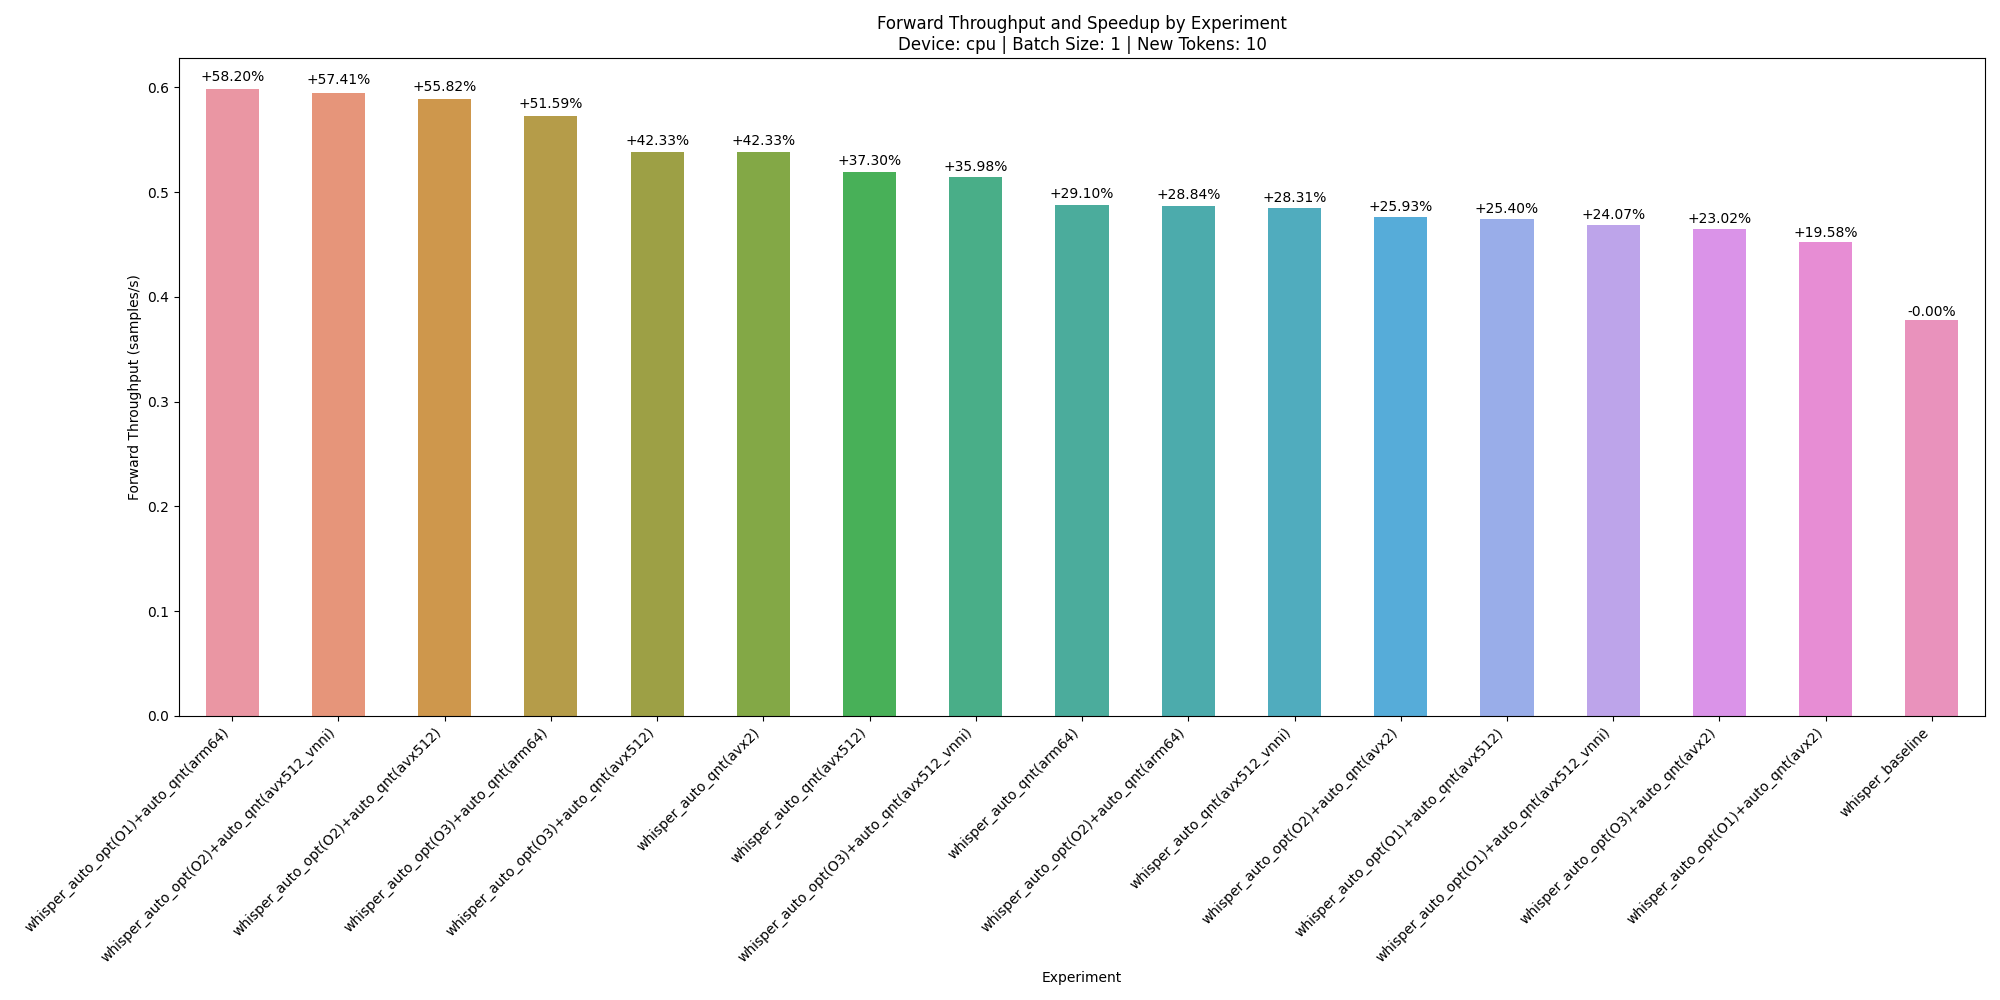 Forward Throughput and Speedup by Experiment
Device: cpu | Batch Size: 1 | New Tokens: 10
Forward Throughput (samples/s)
0.6
0.5
0.4
0.3
0.2
0.1
0.0
+58.20%
+57.41%
+55.82%
+51.59%
+42.33%
+42.33%
+37.30%
+35.98%
+29.10%
+28.84%
+28.31%
+25.93%
+25.40%
+24.07%
+23.02%
+19.58%
-0.00%
whisper_auto_opt(O1)+auto_qnt(arm64)
whisper_auto_opt(O2)+auto_qnt(avx512_vnni)
whisper_auto_opt(O2)+auto_qnt(avx512)
whisper_auto_opt(O3)+auto_qnt(arm64)
whisper_auto_opt(O3)+auto_qnt(avx512)
whisper_auto_qnt(avx2)
whisper_auto_qnt(avx512)
whisper_auto_opt(O3)+auto_qnt(avx512_vnni)
whisper_auto_qnt(arm64)
whisper_auto_opt(O2)+auto_qnt(arm64)
whisper_auto_qnt(avx512_vnni)
whisper_auto_opt(O2)+auto_qnt(avx2)
whisper_auto_opt(O1)+auto_qnt(avx512)
whisper_auto_opt(O1)+auto_qnt(avx512_vnni)
whisper_auto_opt(O3)+auto_qnt(avx2)
whisper_auto_opt(O1)+auto_qnt(avx2)
whisper_baseline
Experiment